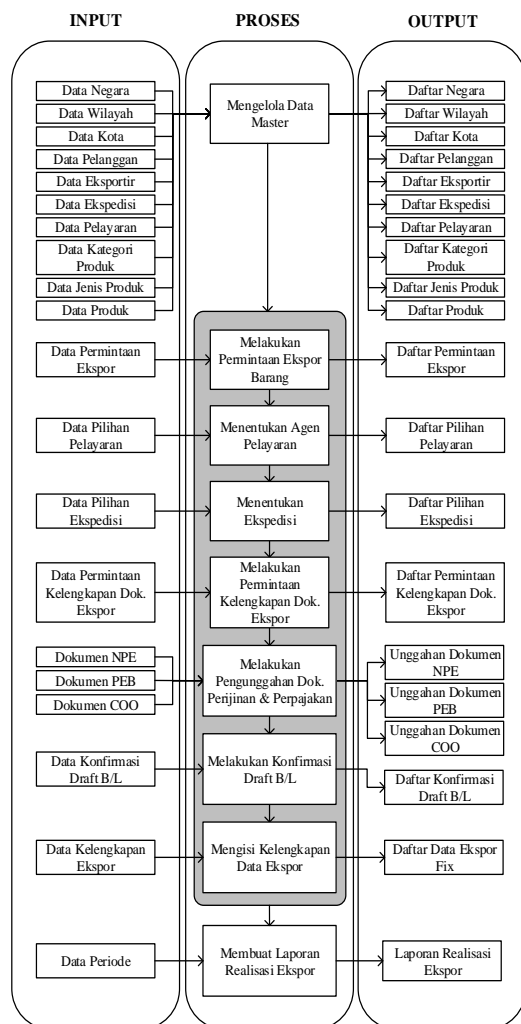 INPUT
PROSES
OUTPUT
Data Negara
Data Wilayah
Data Kota
Data Pelanggan
Data Eksportir
Data Ekspedisi
Data Pelayaran
Data Kategori
Produk
Data Jenis Produk
Data Produk
Mengelola Data
Master
Daftar Negara
Daftar Wilayah
Daftar Kota
Daftar Pelanggan
Daftar Eksportir
Daftar Ekspedisi
Daftar Pelayaran
Daftar Kategori
Produk
Daftar Jenis Produk
Daftar Produk
Data Permintaan
Ekspor
Melakukan
Permintaan Ekspor
Barang
Daftar Permintaan
Ekspor
Data Pilihan
Pelayaran
Menentukan Agen
Pelayaran
Daftar Pilihan
Pelayaran
Data Pilihan
Ekspedisi
Menentukan
Ekspedisi
Daftar Pilihan
Ekspedisi
Data Permintaan
Kelengkapan Dok.
Ekspor
Melakukan
Permintaan
Kelengkapan Dok.
Ekspor
Daftar Permintaan
Kelengkapan Dok.
Ekspor
Dokumen NPE
Dokumen PEB
Dokumen COO
Melakukan
Pengunggahan Dok.
Perijinan & Perpajakan
Unggahan Dokumen
NPE
Unggahan Dokumen
PEB
Unggahan Dokumen
COO
Data Konfirmasi
Draft B/L
Melakukan Konfirmasi
Draft B/L
Daftar Konfirmasi
Draft B/L
Data Kelengkapan
Ekspor
Mengisi Kelengkapan
Data Ekspor
Daftar Data Ekspor
Fix
Data Periode
Membuat Laporan
Realisasi Ekspor
Laporan Realisasi
Ekspor